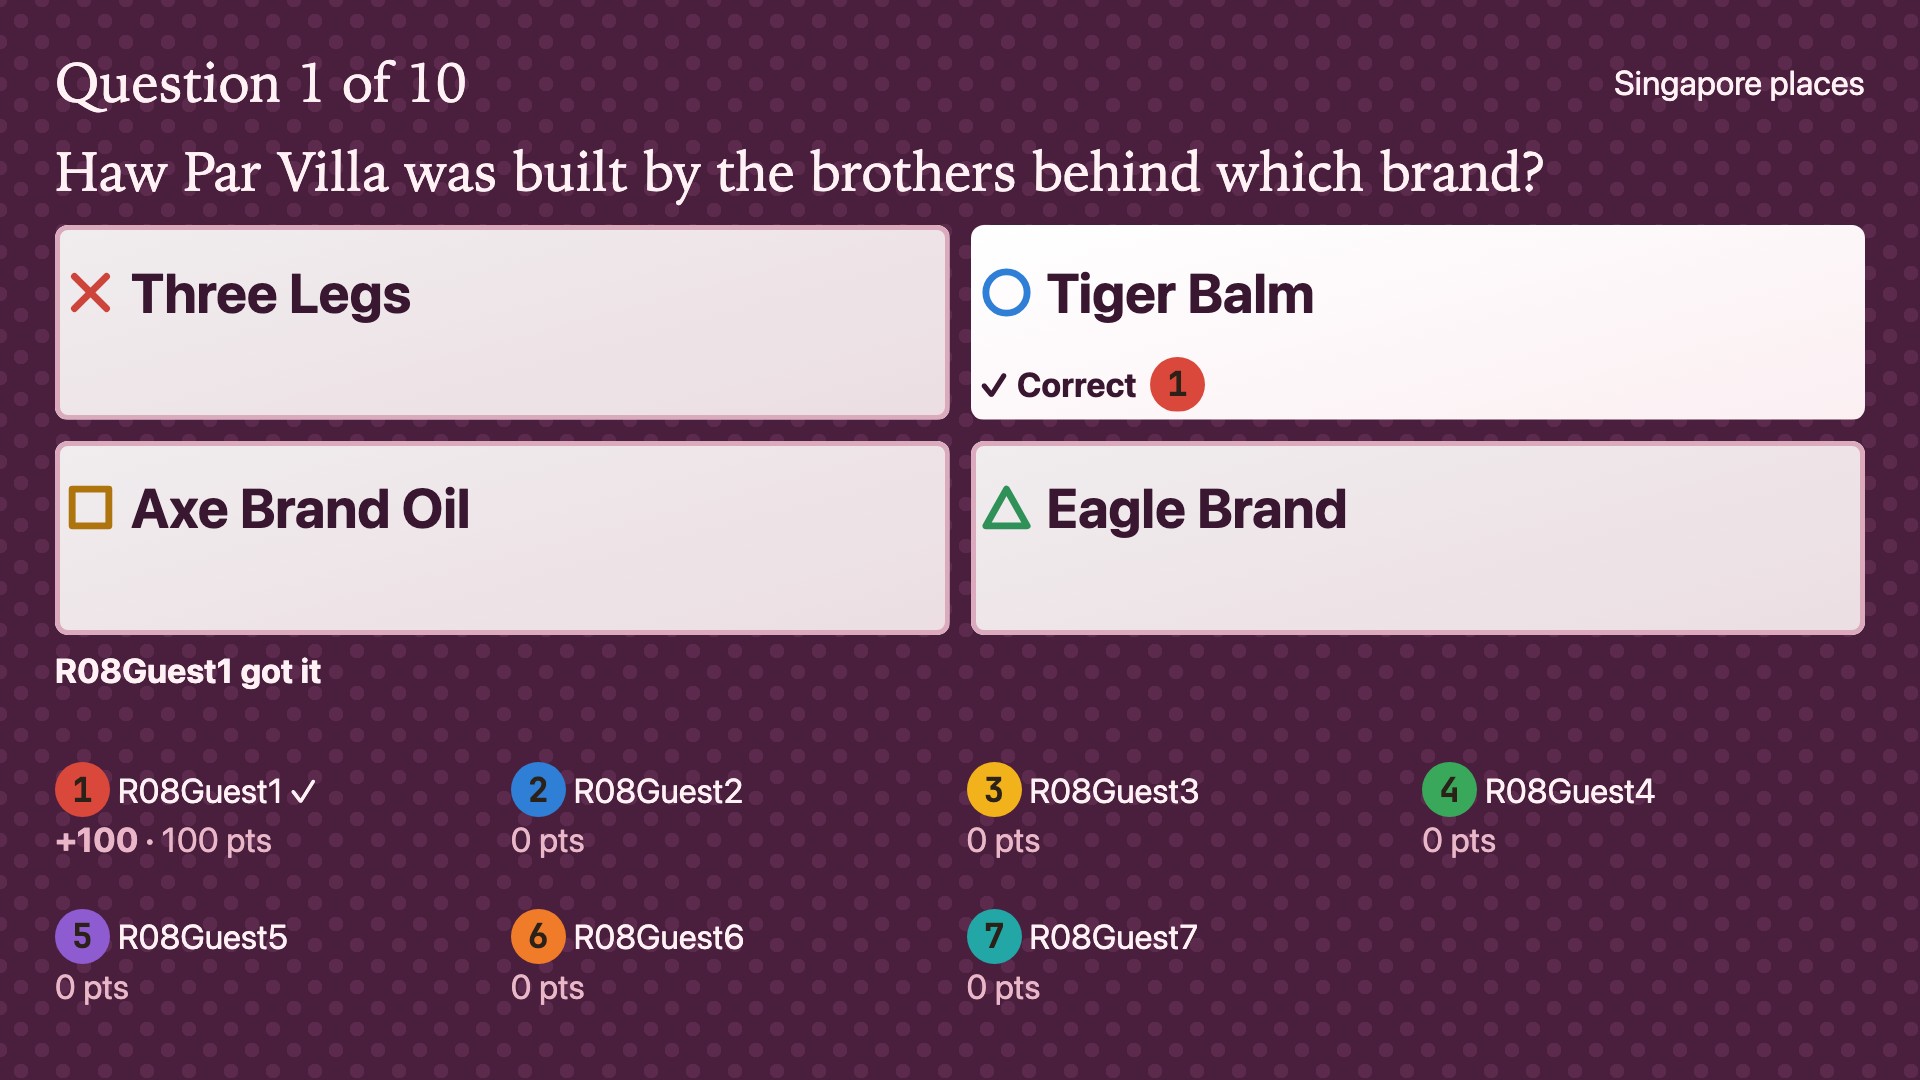 Question 1 of 10
Singapore places
Haw Par Villa was built by the brothers behind which brand?
Three Legs
Tiger Balm
✓ Correct 1
Axe Brand Oil
Eagle Brand
R08Guest1 got it
1 R08Guest1 ✓
+100 · 100 pts
2 R08Guest2
0 pts
3 R08Guest3
0 pts
4 R08Guest4
0 pts
5 R08Guest5
0 pts
6 R08Guest6
0 pts
7 R08Guest7
0 pts